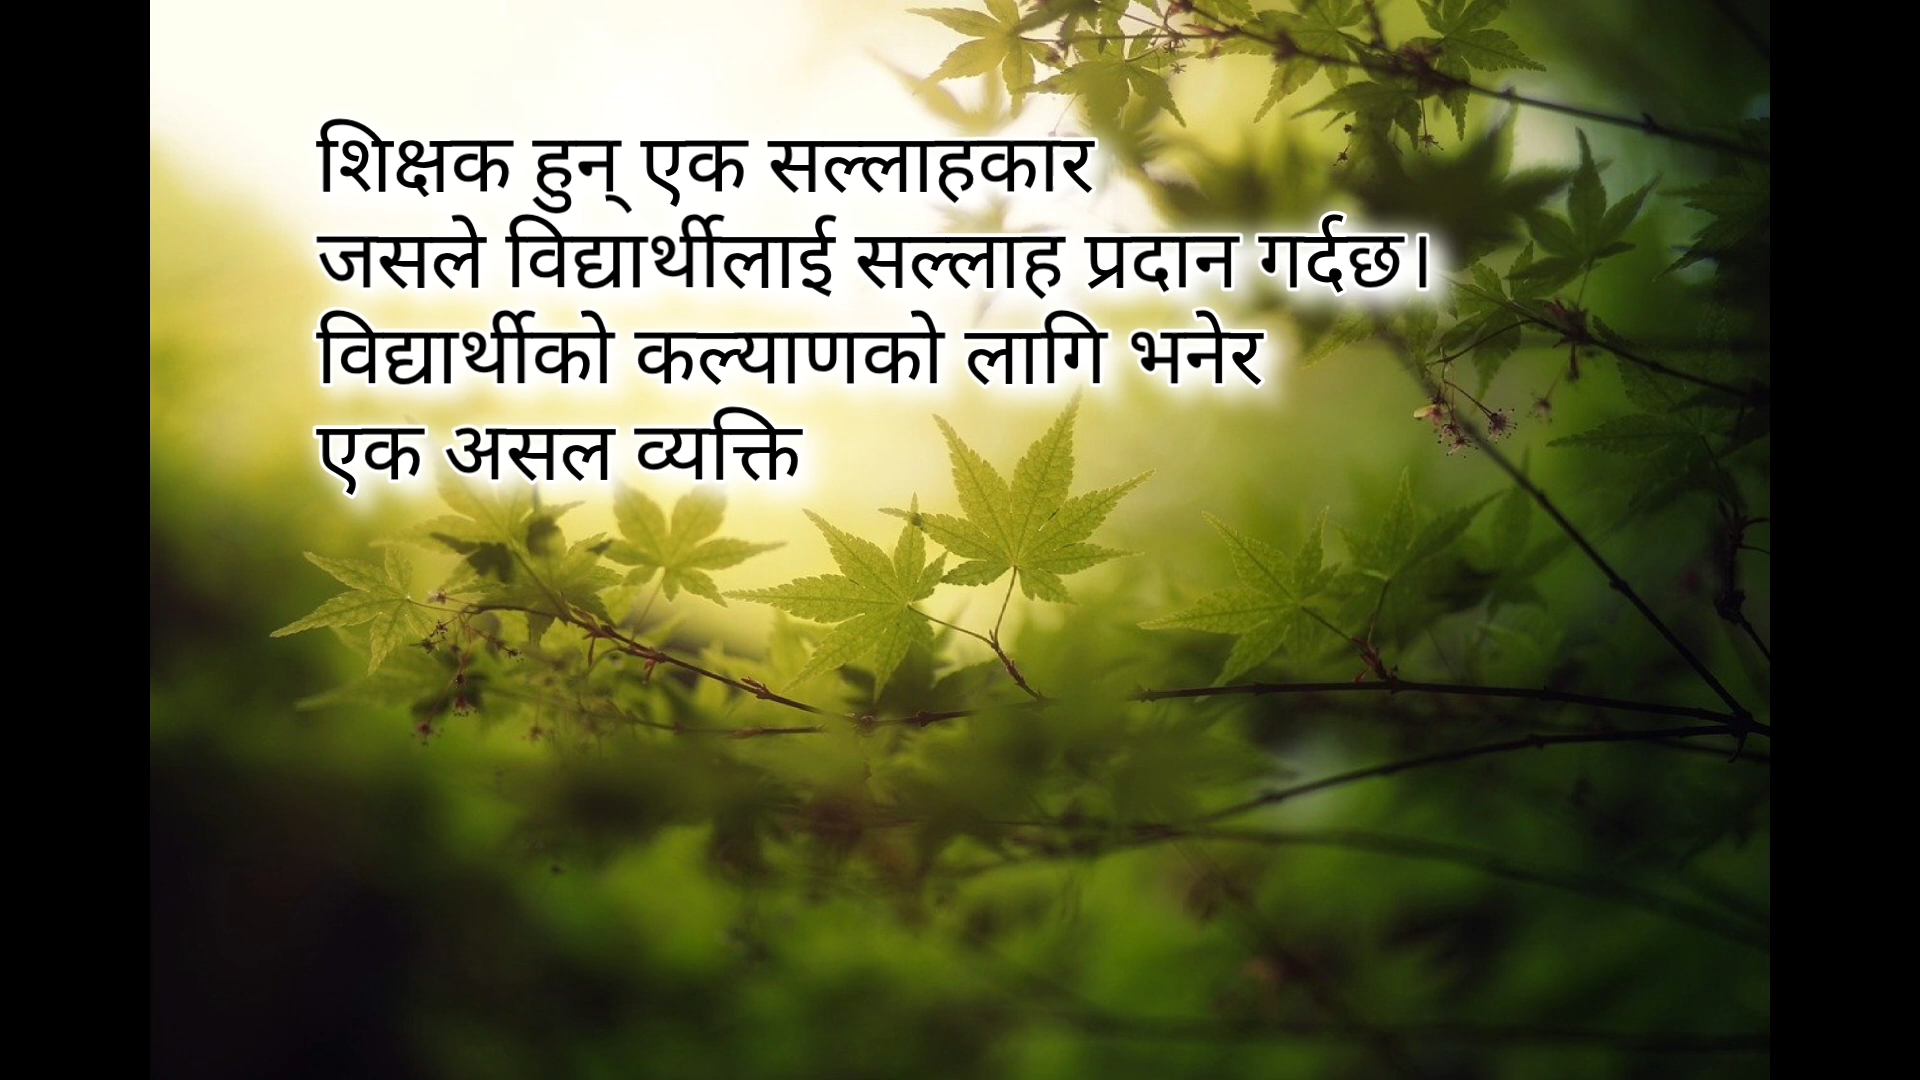 शिक्षक हुन् एक सल्लाहकार
जसले विद्यार्थीलाई सल्लाह प्रदान गर्दछ।
विद्यार्थीको कल्याणको लागि भनेर
एक असल व्यक्ति